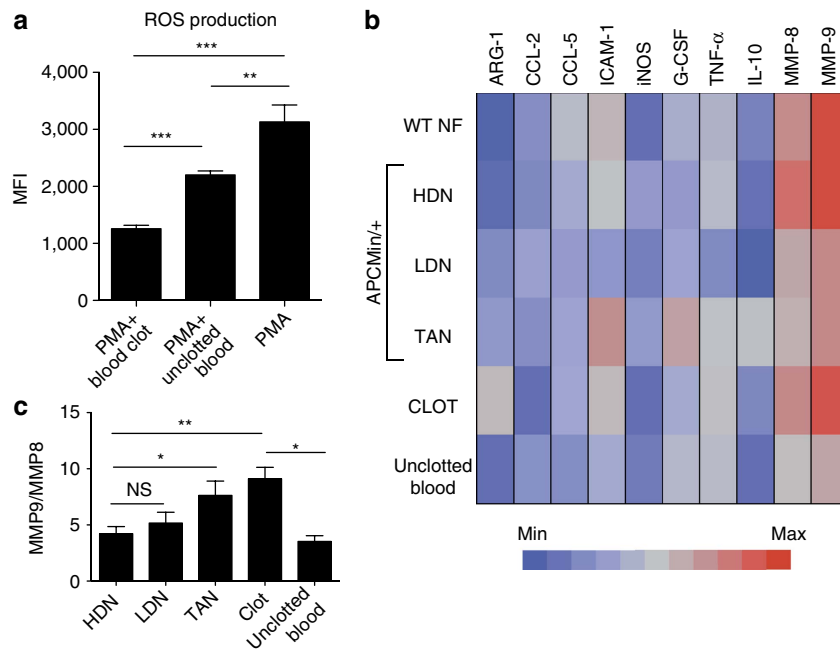 a
ROS production
***
**
***
4,000
3,000
2,000
1,000
0
MFI
PMA+
blood clot
PMA+
unclotted
blood
PMA
b
ARG-1
CCL-2
CCL-5
ICAM-1
iNOS
G-CSF
TNF-α
IL-10
MMP-8
MMP-9
WT NF
HDN
LDN
TAN
APCMin/+
CLOT
Unclotted
blood
Min
Max
c
15
10
5
0
MMP9/MMP8
**
*
*
NS
HDN
LDN
TAN
Clot
Unclotted
blood